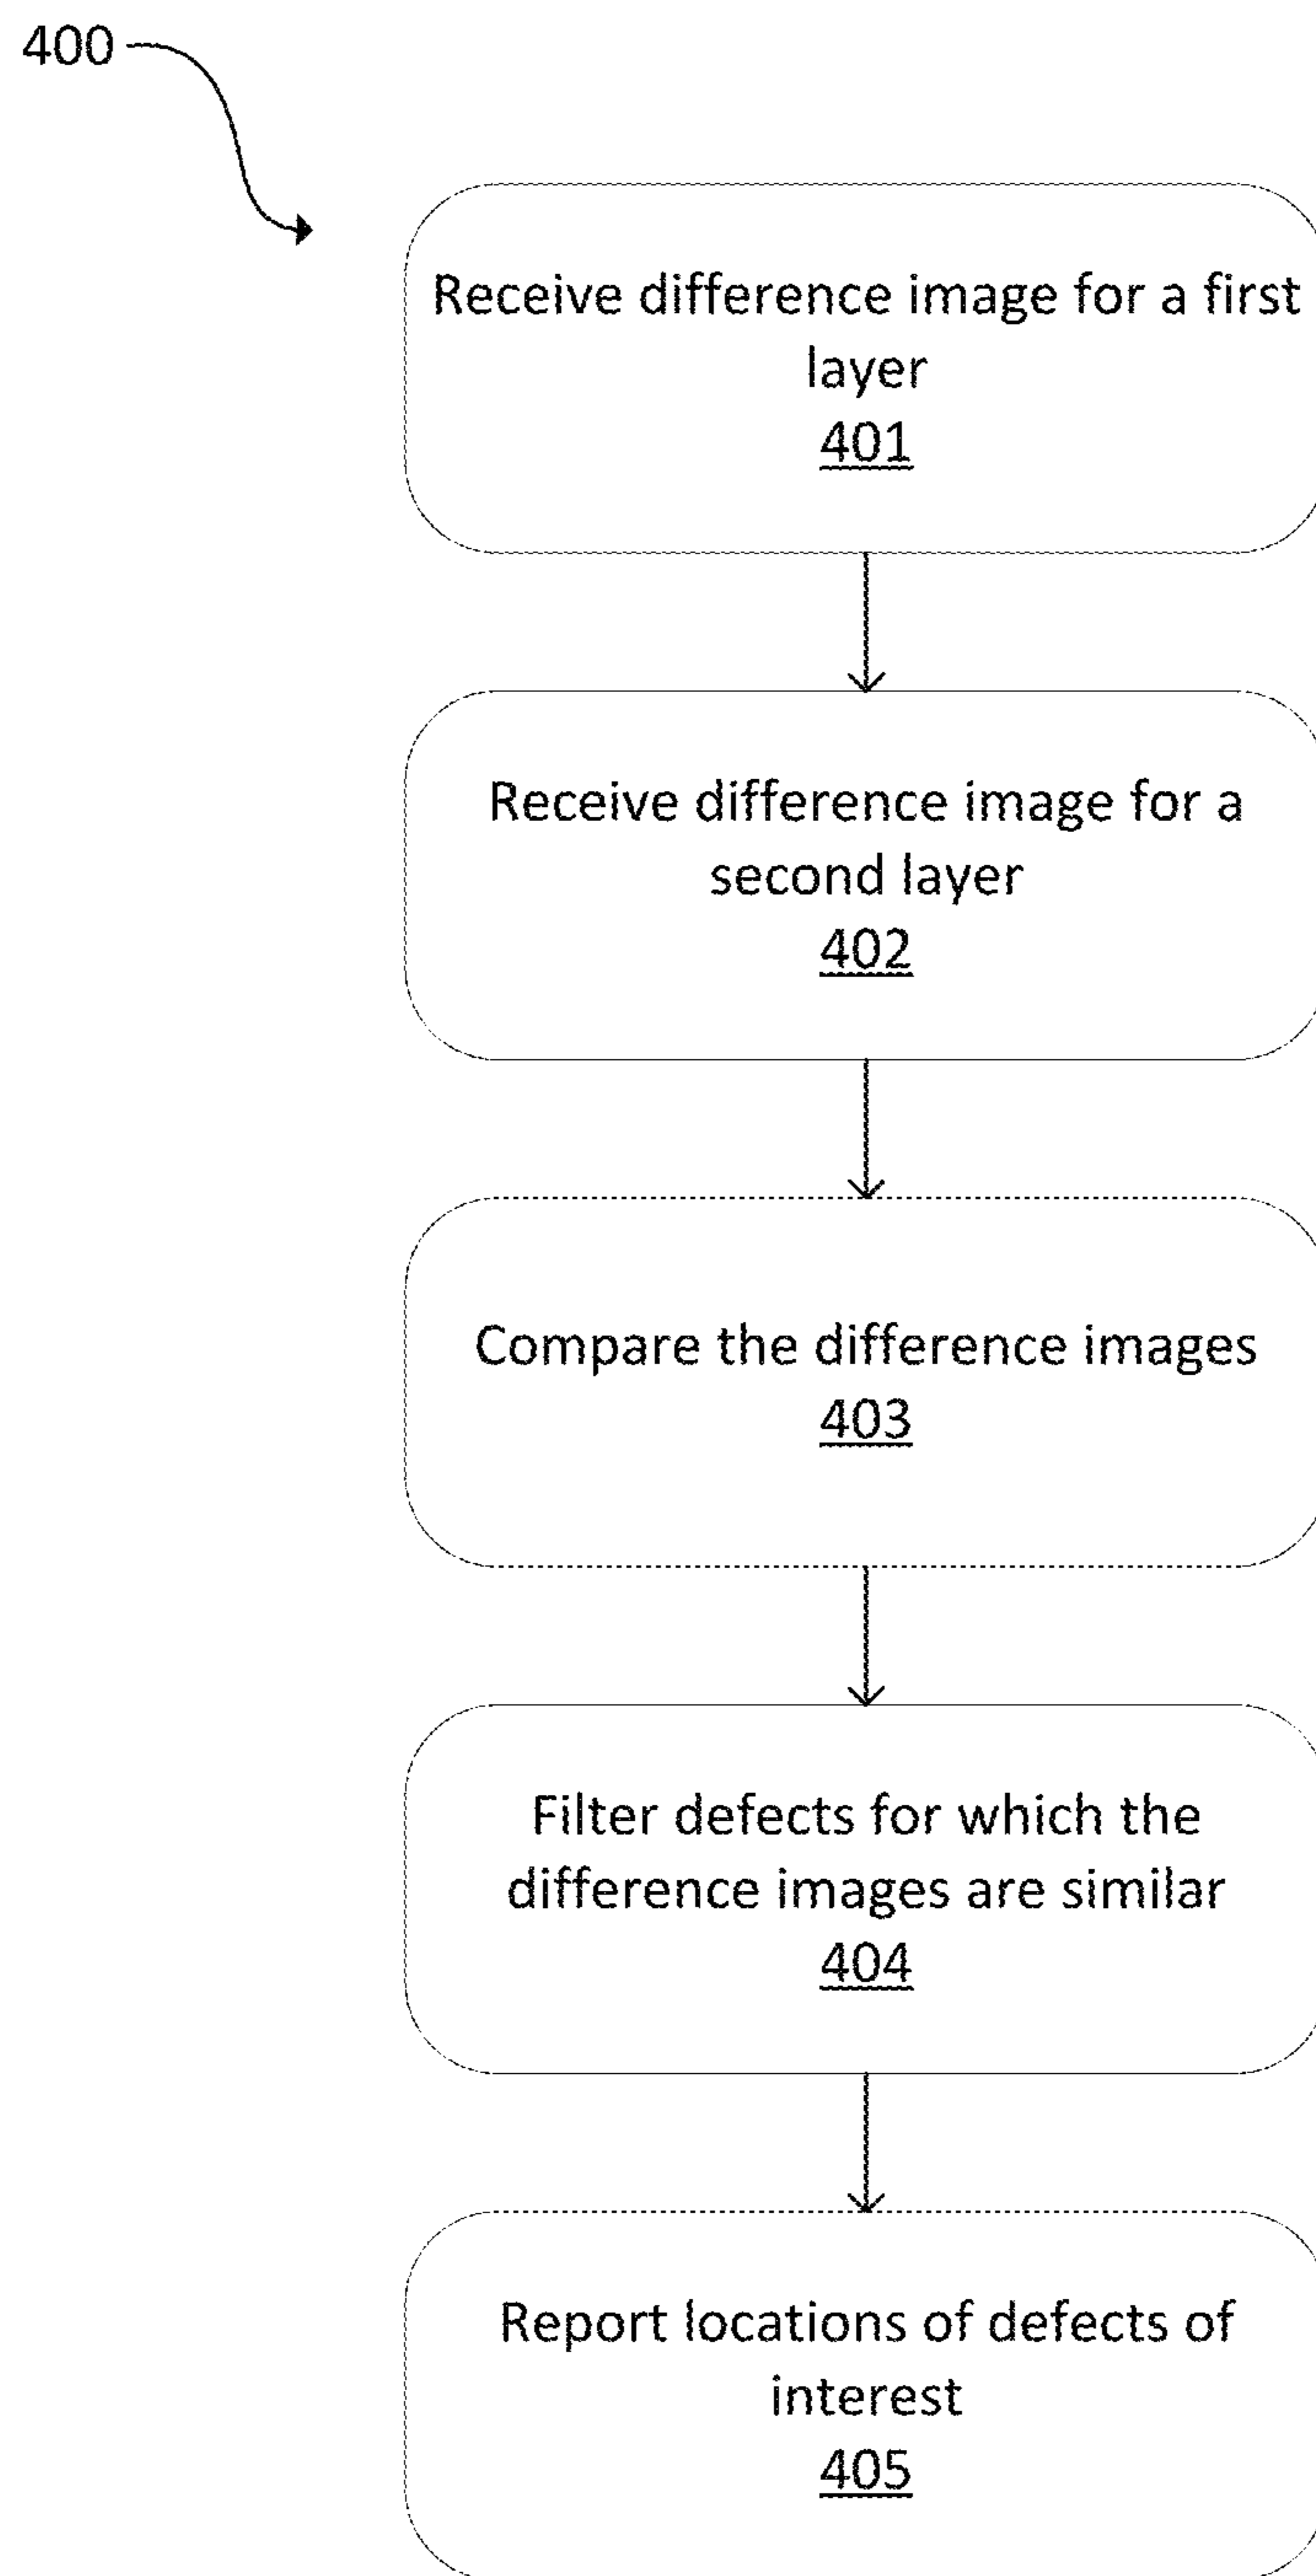 400
Receive difference image for a first
layer
401
Receive difference image for a
second layer
402
Compare the difference images
403
Filter defects for which the
difference images are similar
404
Report locations of defects of
interest
405